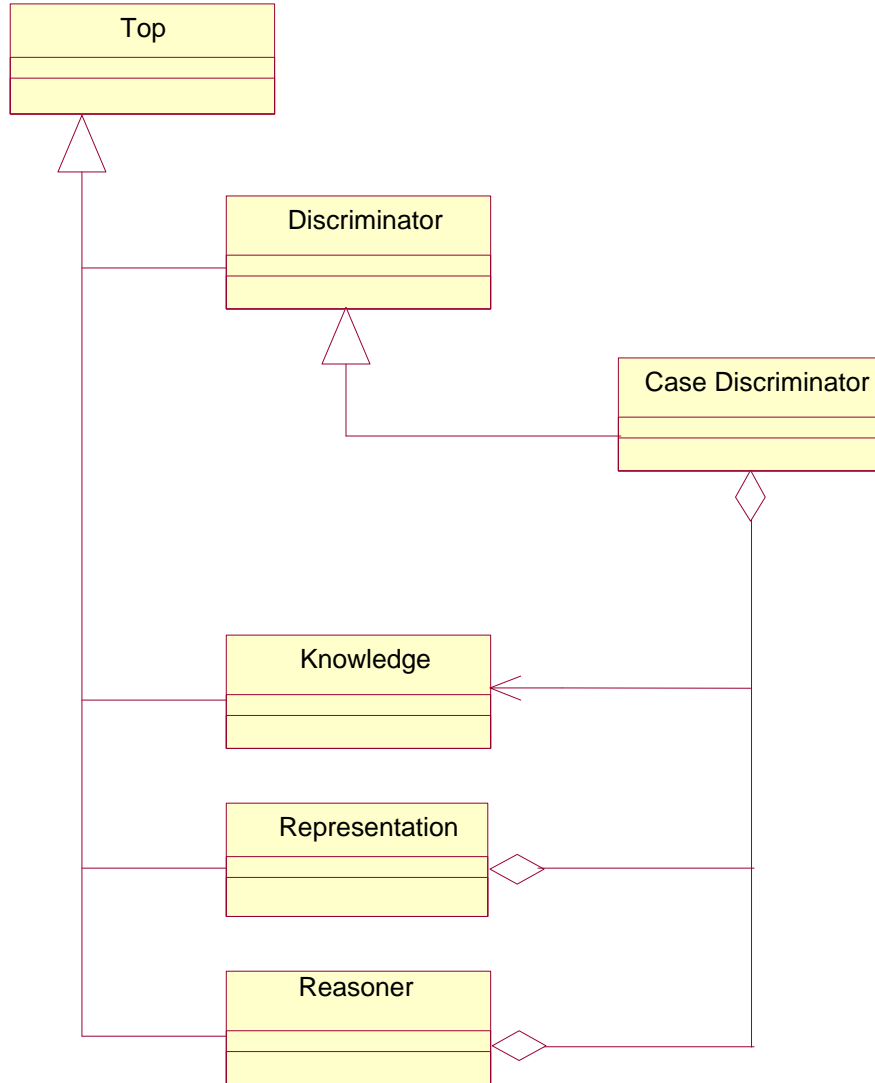 Top
Discriminator
Case Discriminator
Knowledge
Representation
Reasoner